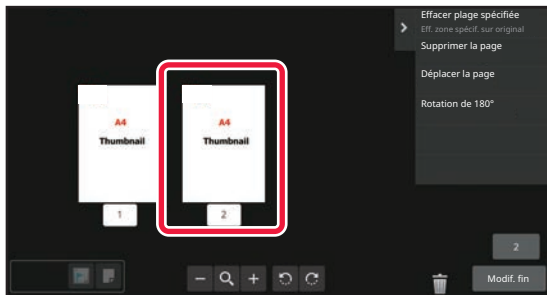 Effacer plage spécifiée
Eff. zone spécif. sur original
Supprimer la page
Déplacer la page
Rotation de 180°
A4
Thumbnail
A4
Thumbnail
1
2
2
Modif. fin